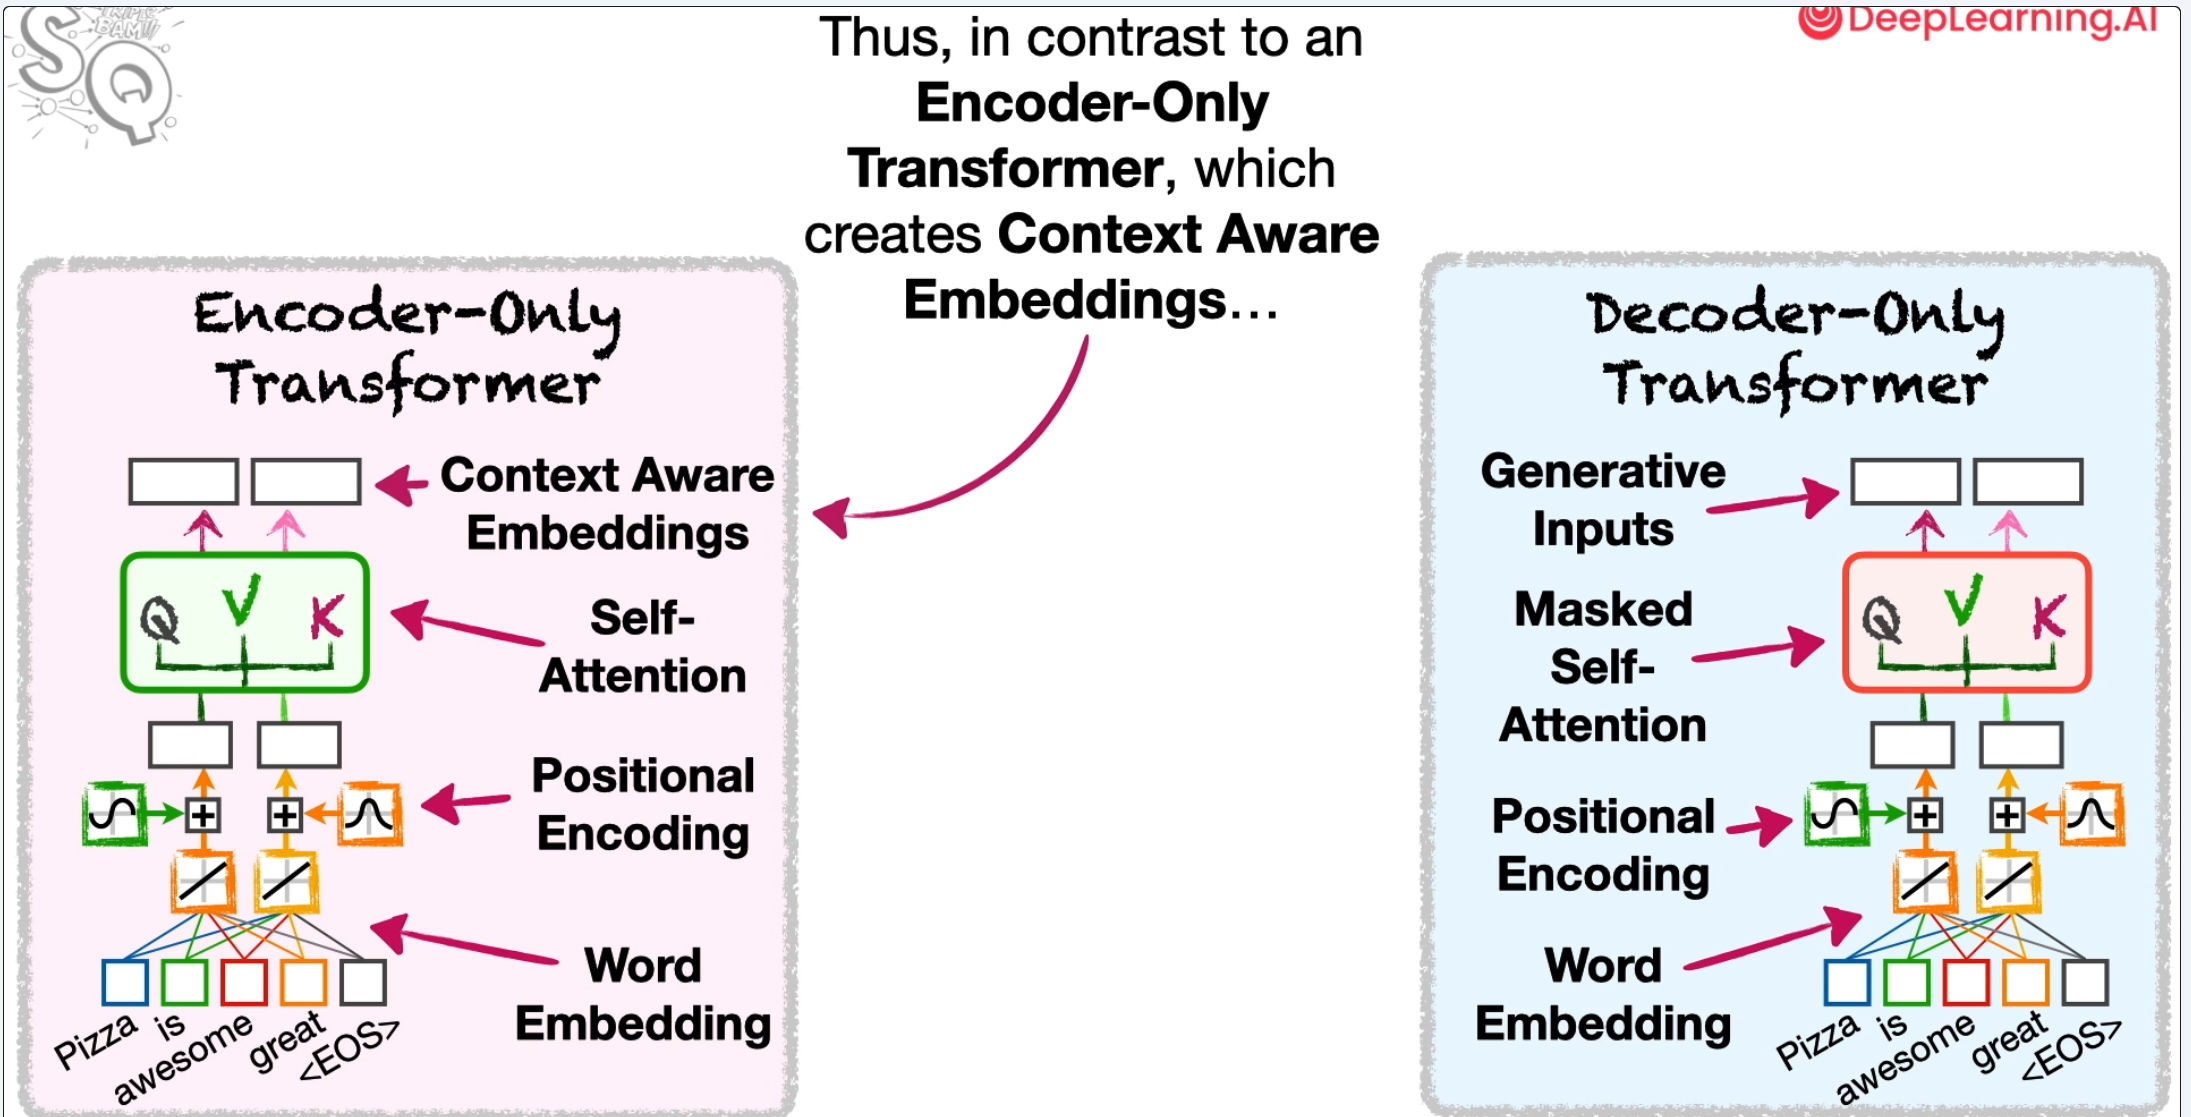 TRIPLE
BAM!!!
SQ
DeepLearning.AI
Thus, in contrast to an
Encoder-Only
Transformer, which
creates Context Aware
Embeddings...
Encoder-Only
Transformer
Context Aware
Embeddings
Q V K
Self-
Attention
Positional
Encoding
+ +
Word
Embedding
Pizza is awesome great <EOS>
Decoder-Only
Transformer
Generative
Inputs
Masked
Self-
Attention
Q V K
Positional
Encoding
+ +
Word
Embedding
Pizza is awesome great <EOS>